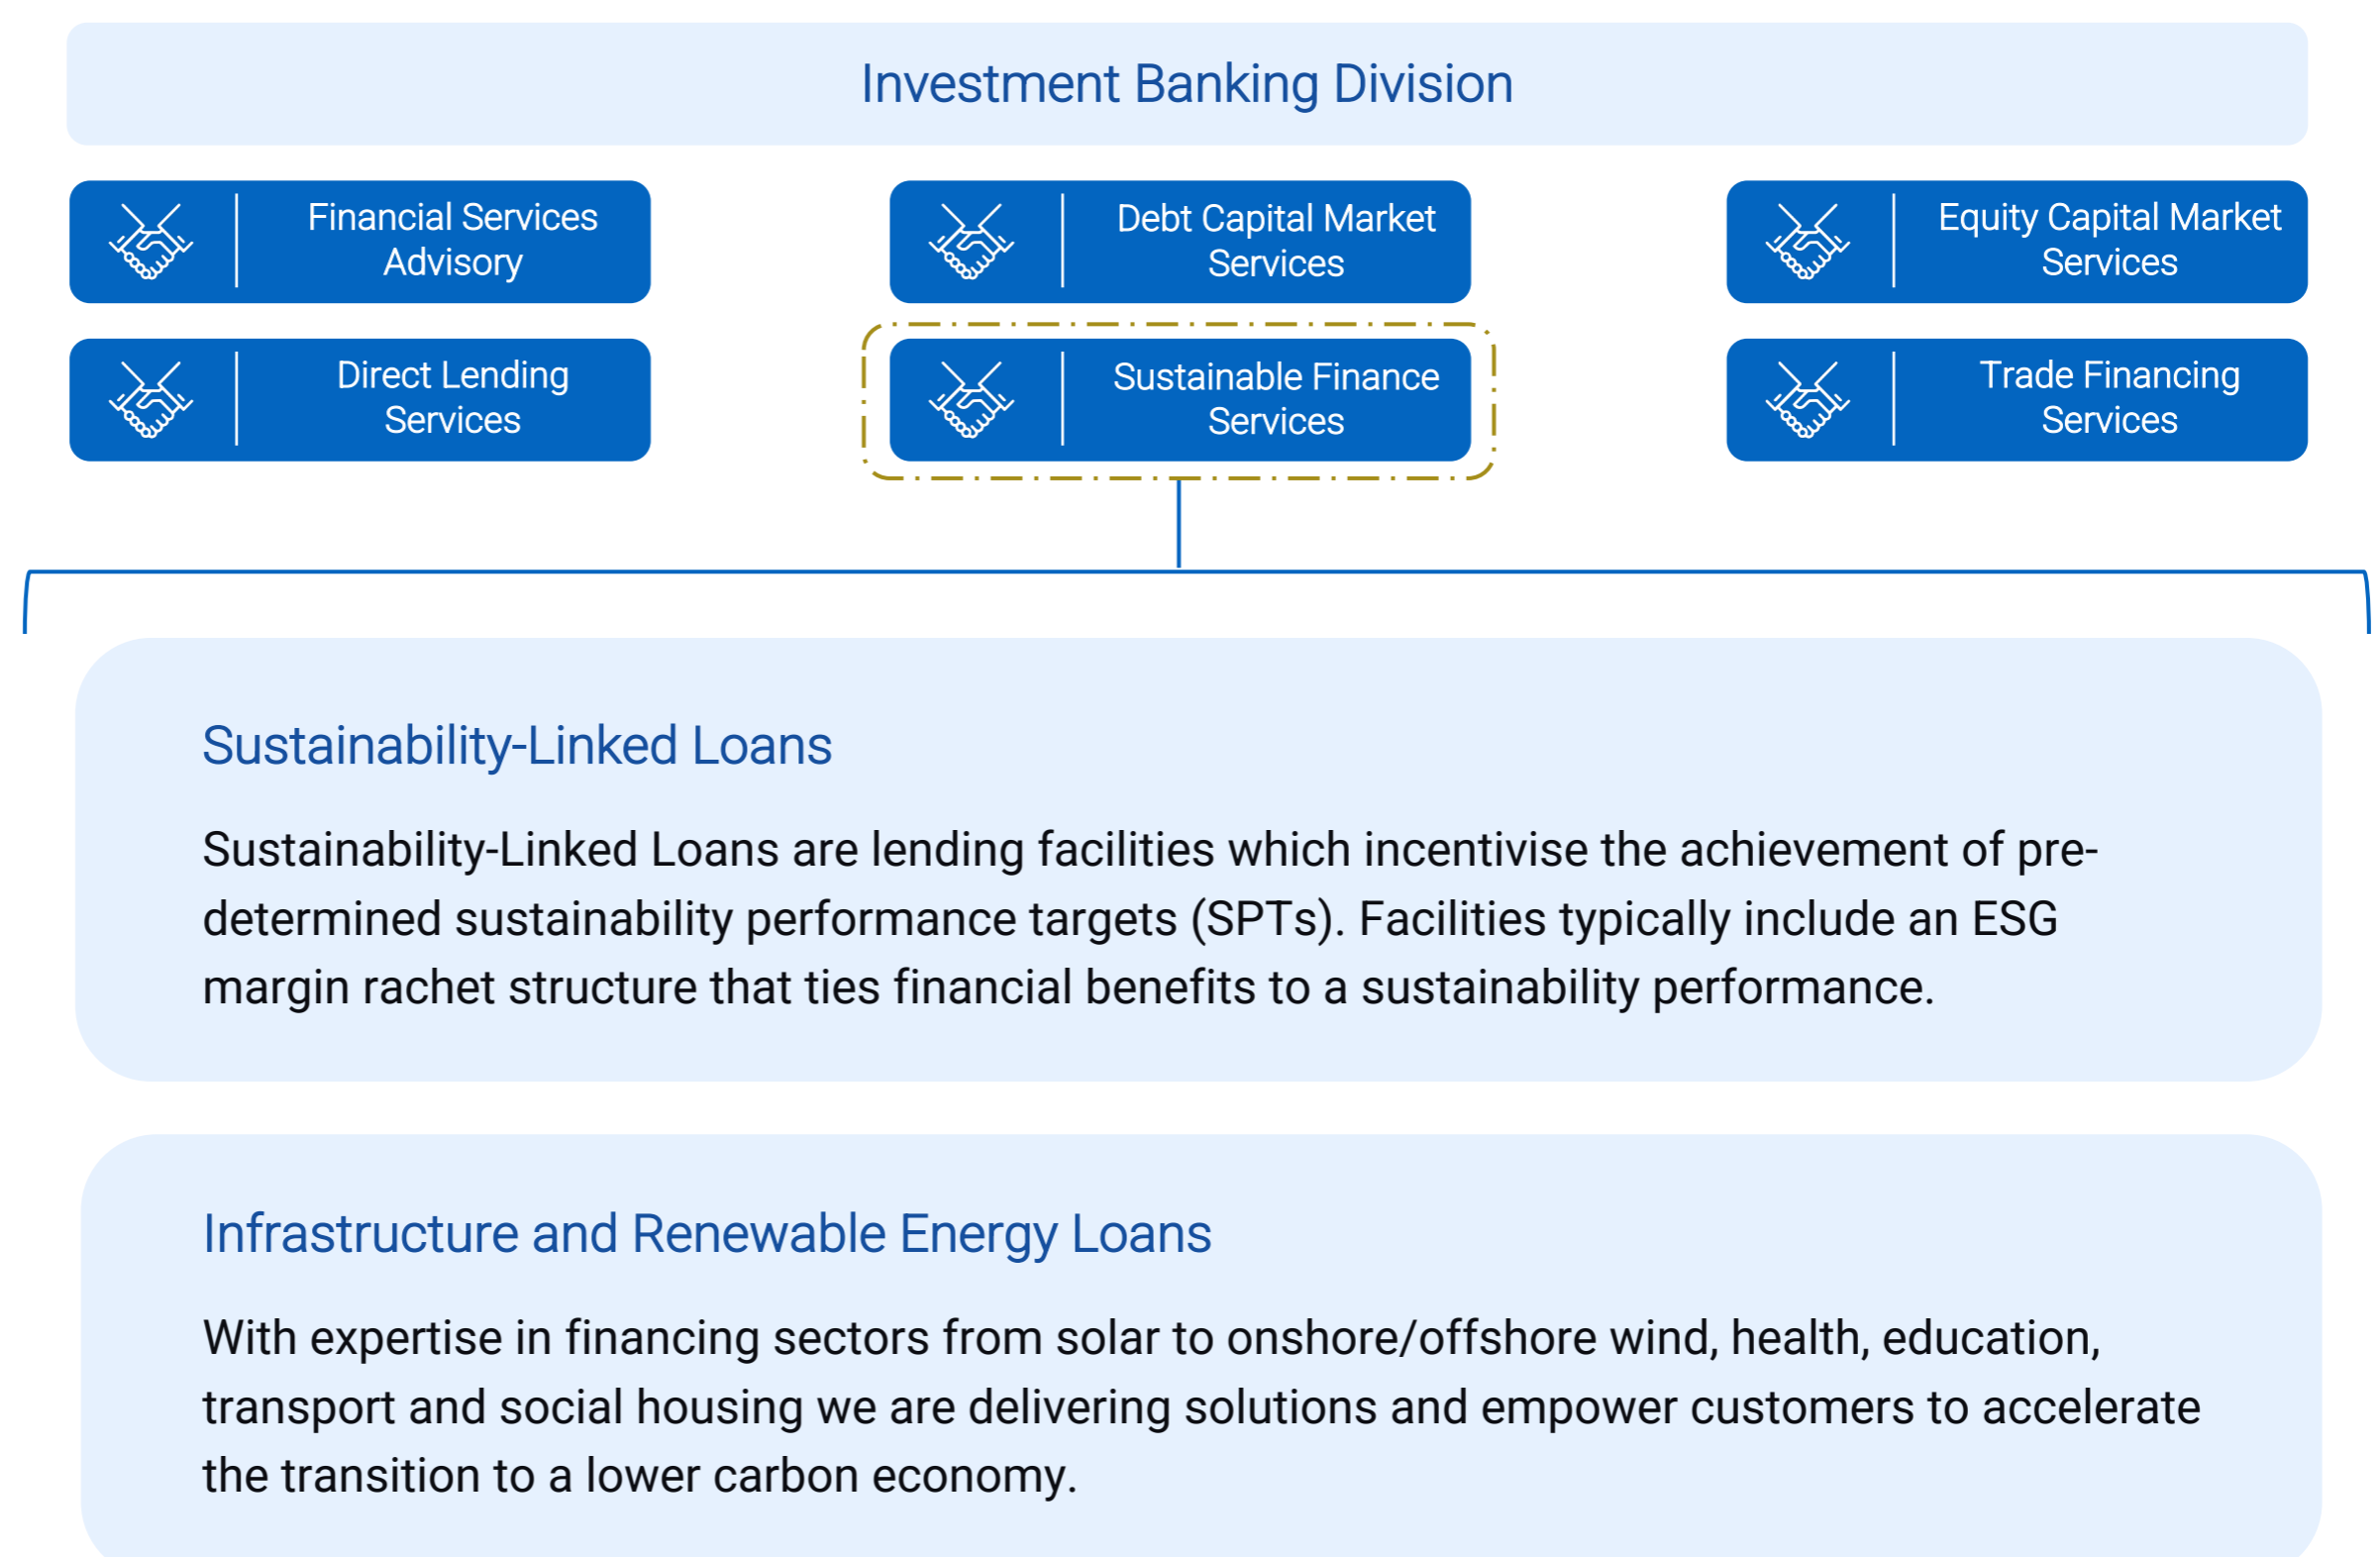 Investment Banking Division
Financial Services
Advisory
Debt Capital Market
Services
Equity Capital Market
Services
Direct Lending
Services
Sustainable Finance
Services
Trade Financing
Services
Sustainability-Linked Loans
Sustainability-Linked Loans are lending facilities which incentivise the achievement of pre-
determined sustainability performance targets (SPTs). Facilities typically include an ESG
margin rachet structure that ties financial benefits to a sustainability performance.
Infrastructure and Renewable Energy Loans
With expertise in financing sectors from solar to onshore/offshore wind, health, education,
transport and social housing we are delivering solutions and empower customers to accelerate
the transition to a lower carbon economy.